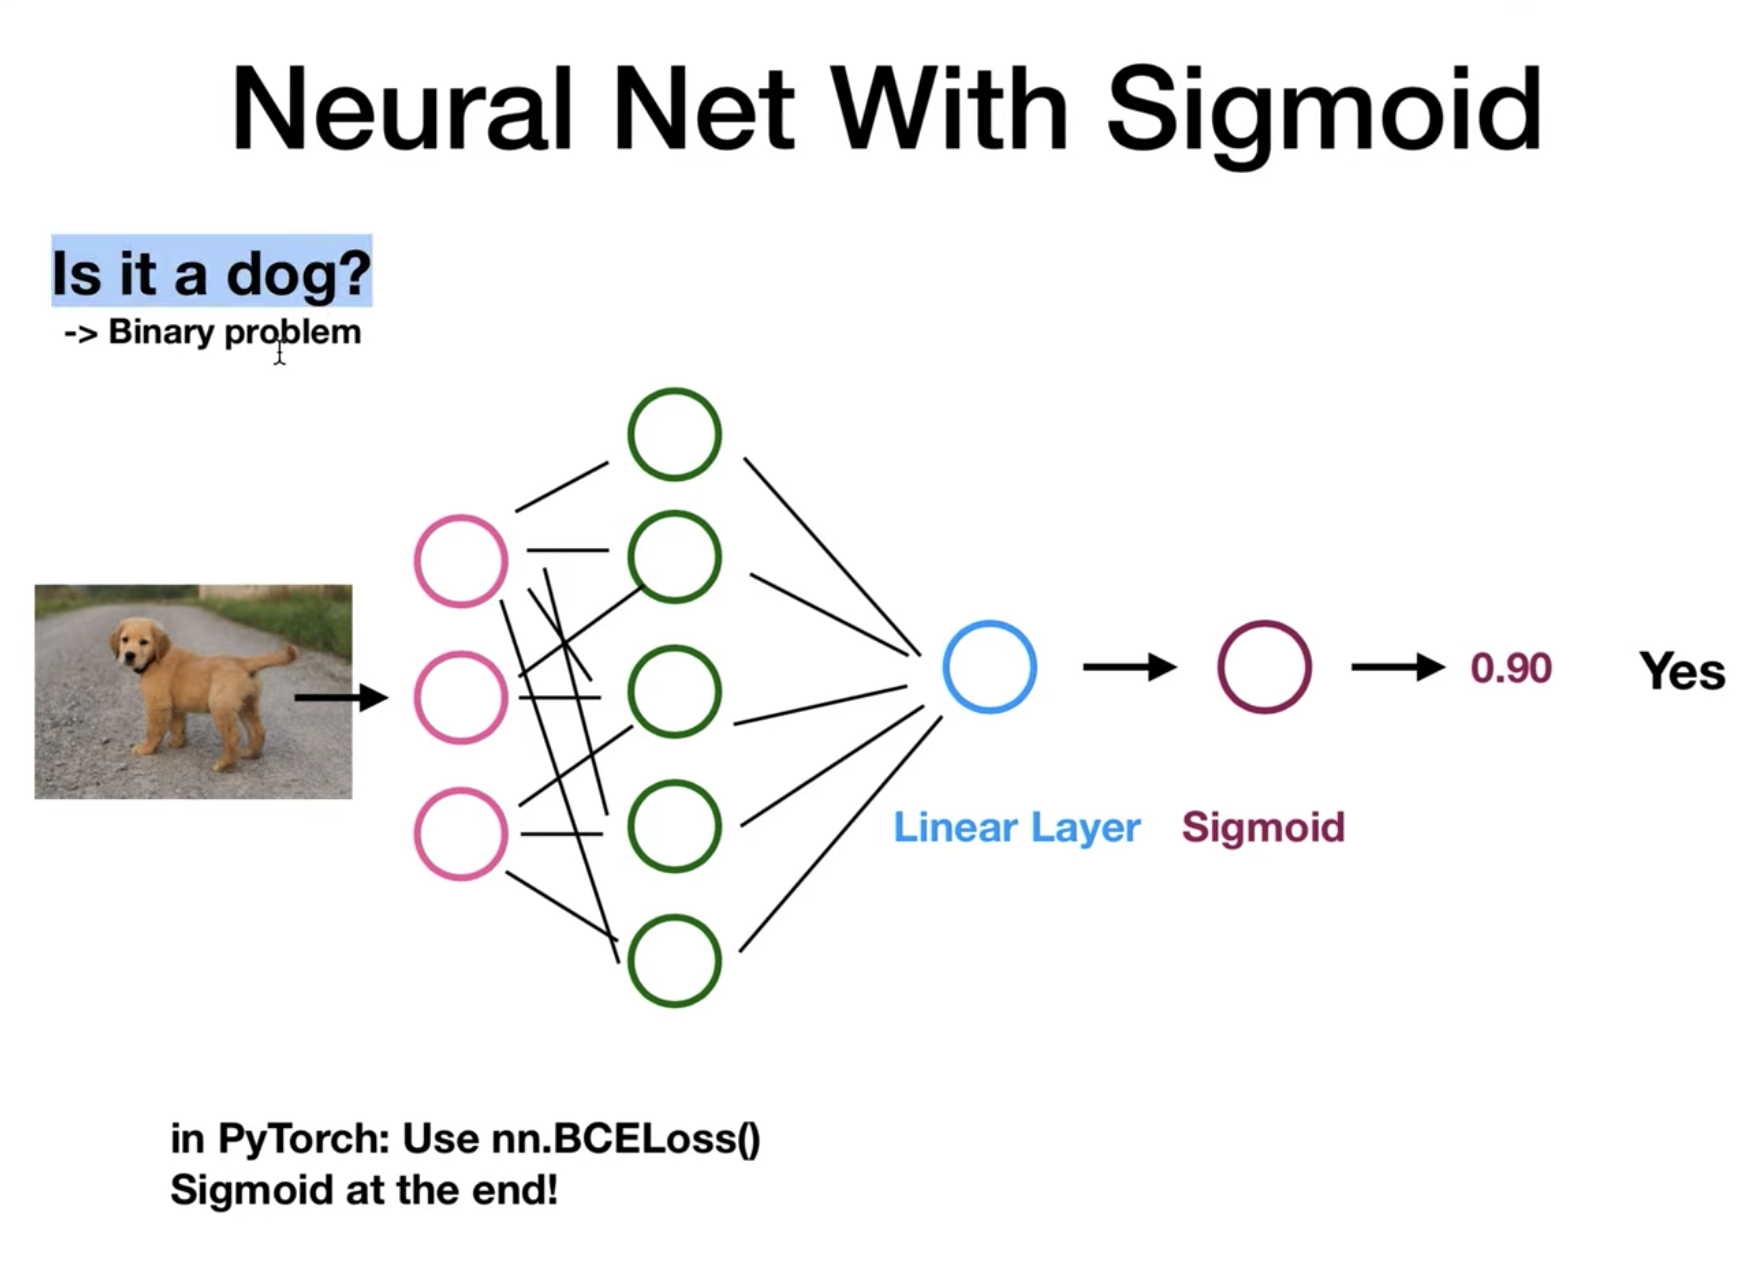 Neural Net With Sigmoid
Is it a dog?
-> Binary problem
0.90
Yes
Linear Layer
Sigmoid
in PyTorch: Use nn.BCELoss()
Sigmoid at the end!